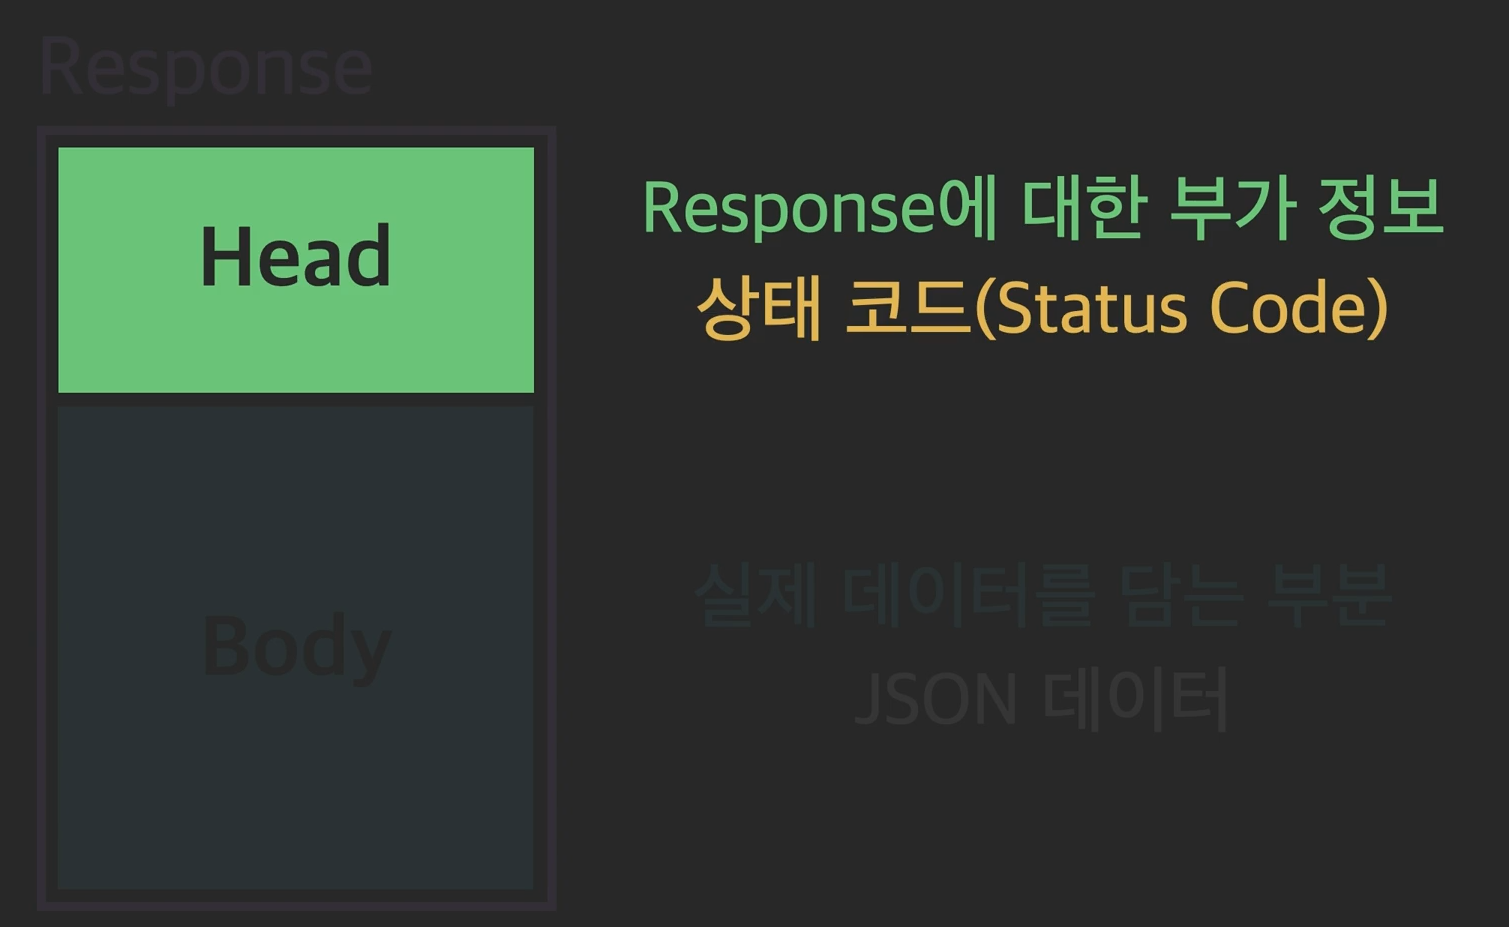 Response
Head
Response에 대한 부가 정보
상태 코드(Status Code)
Body
실제 데이터를 담는 부분
JSON 데이터